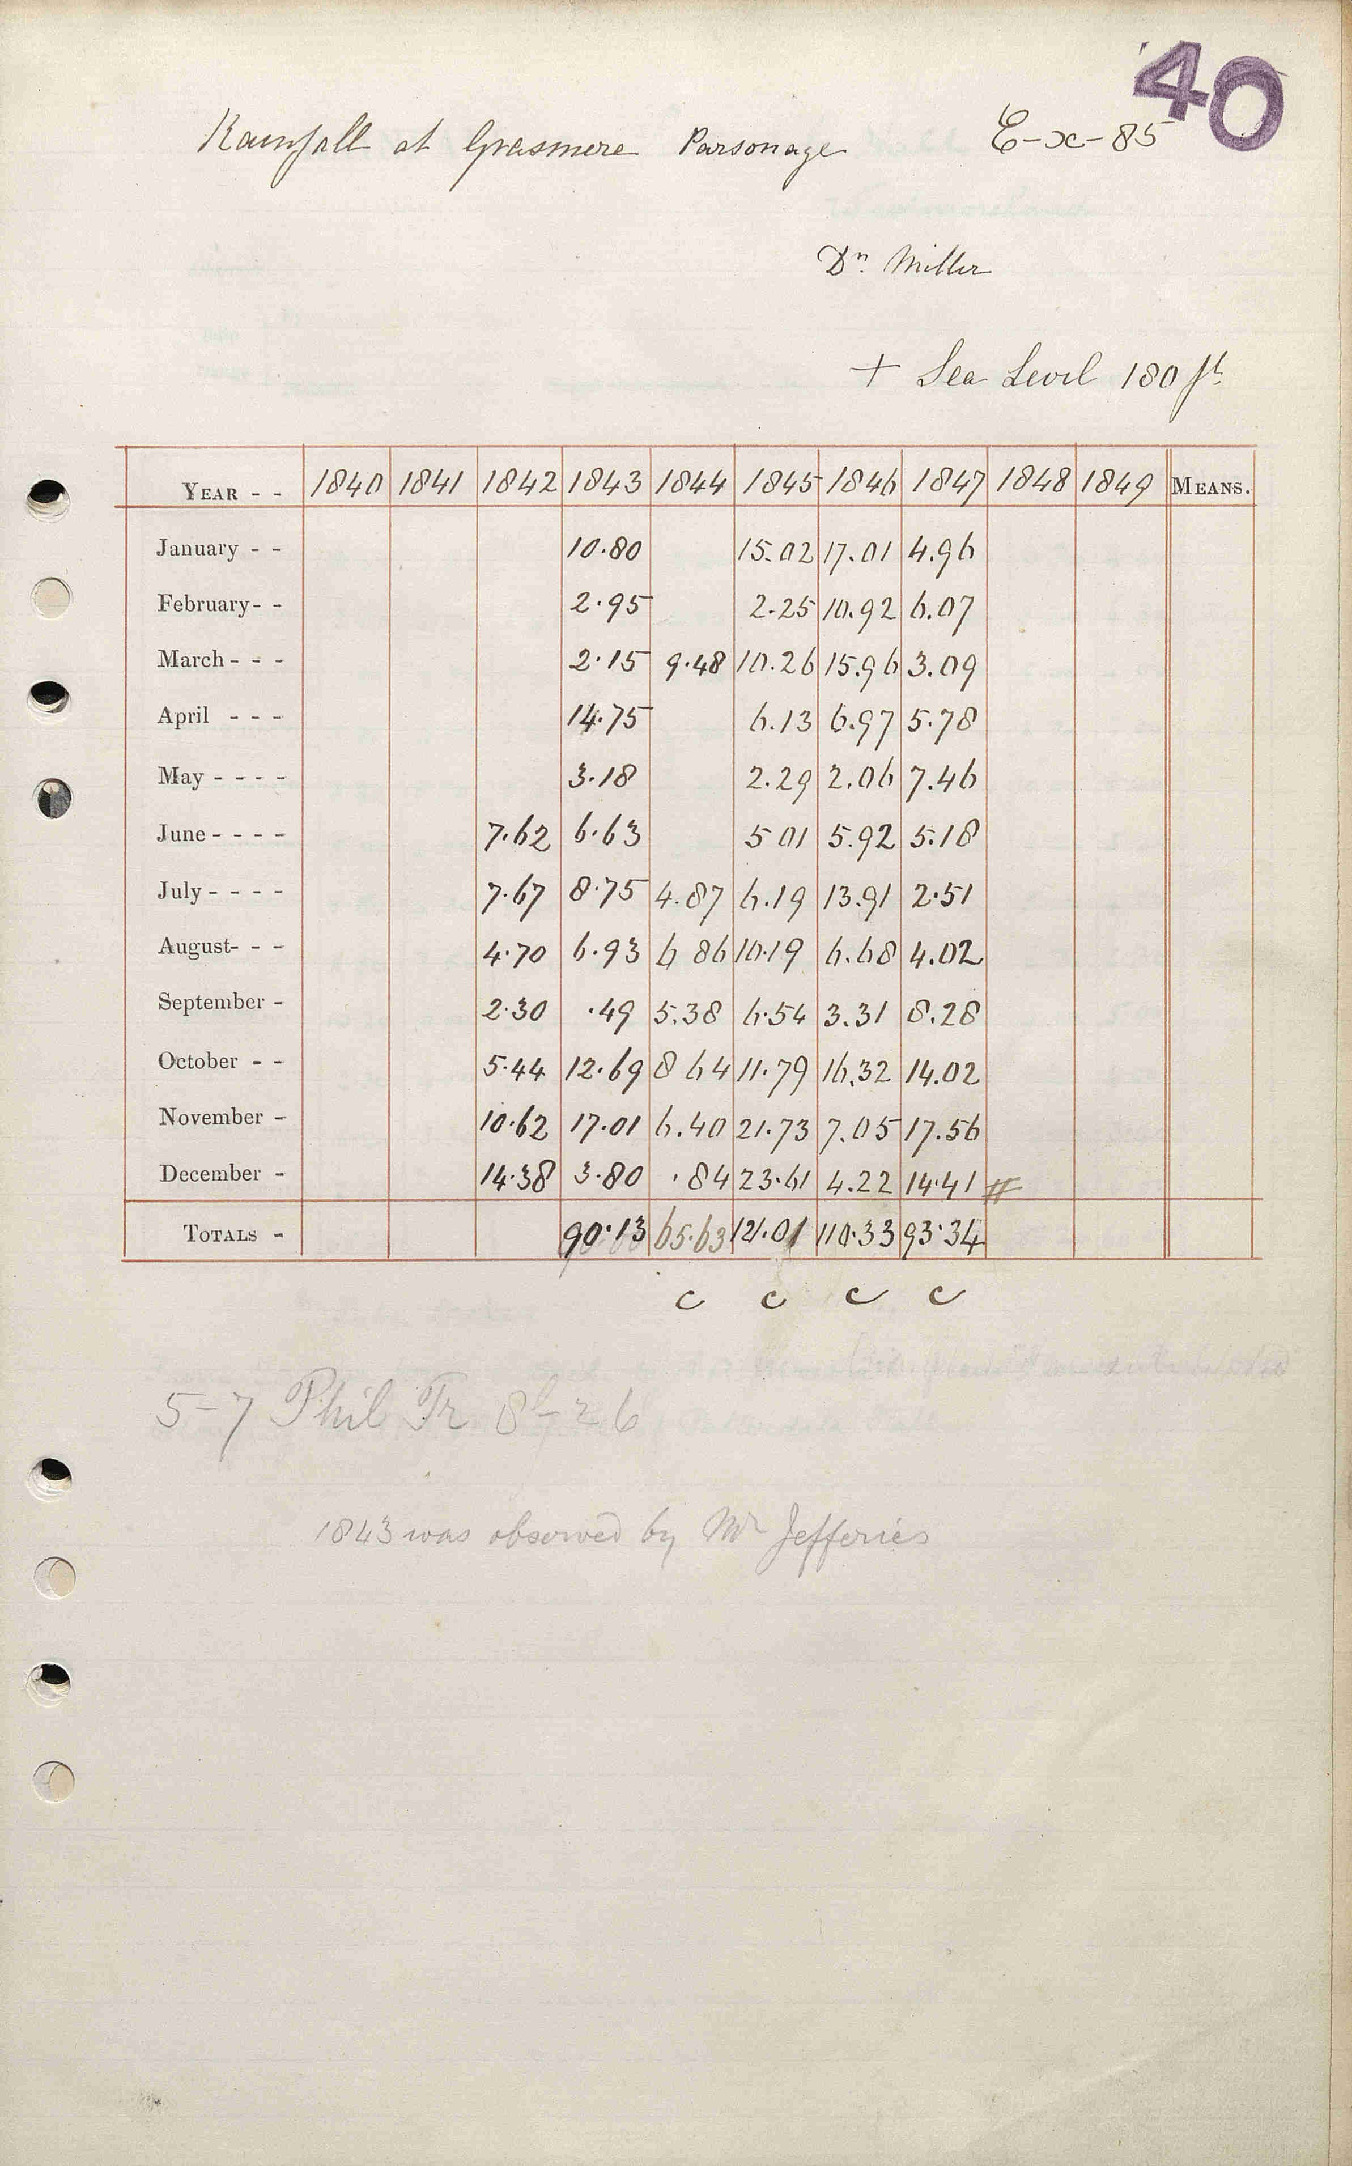 '40
Rainfall at Grasmere Parsonage E-x-85
Dr. Miller
+ Sea Level 180 ft
YEAR - - 1840 1841 1842 1843 1844 1845 1846 1847 1848 1849 MEANS.
January - - 10.80 15.02 17.01 4.96
February - - 2.95 2.25 10.92 6.07
March - - - 2.15 9.48 10.26 15.96 3.09
April - - - 14.75 6.13 6.97 5.78
May - - - - 3.18 2.29 2.06 7.46
June - - - - 7.62 6.63 5 01 5.92 5.18
July - - - - 7.67 8.75 4.87 6.19 13.91 2.51
August - - - 4.70 6.93 6 86 10.19 6.68 4.02
September - 2.30 .49 5.38 6.54 3.31 8.28
October - - 5.44 12.69 8 64 11.79 16.32 14.02
November - 10.62 17.01 6.40 21.73 7.05 17.56
December - 14.38 3.80 .84 23.61 4.22 14.41 #
TOTALS - 90.13 65.63 121.01 110.33 93.34
c c c c
5-7 Phil Tr
1843 was observed by Mr Jefferies